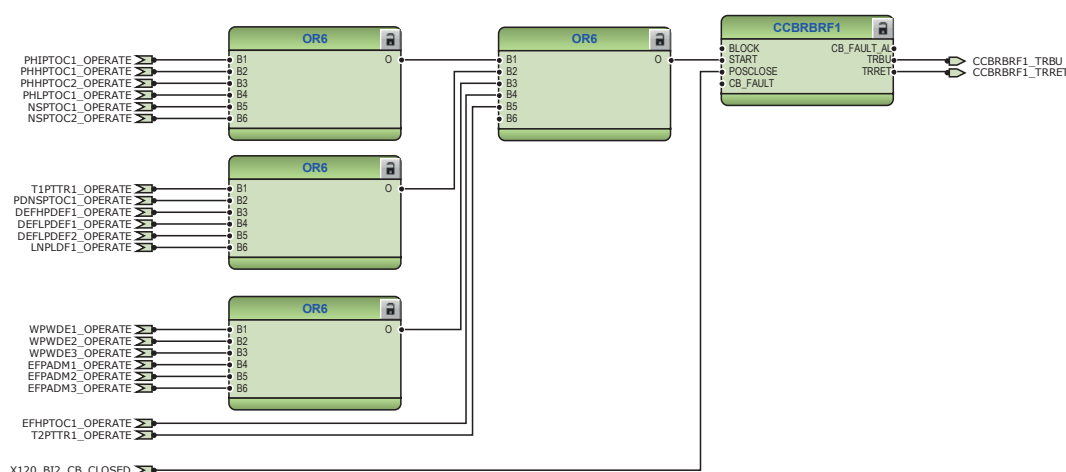 OR6
PHIPTOC1_OPERATE B1 O
PHHPTOC1_OPERATE B2
PHHPTOC2_OPERATE B3
PHLPTOC1_OPERATE B4
NSPTOC1_OPERATE B5
NSPTOC2_OPERATE B6
OR6
B1 O
B2
B3
B4
B5
B6
CCBRBRF1
BLOCK CB_FAULT_AL
START TRBU CCBRBRF1_TRBU
POSCLOSE TRRET CCBRBRF1_TRRET
CB_FAULT
OR6
T1PTTR1_OPERATE B1 O
PDNSPTOC1_OPERATE B2
DEFHPDEF1_OPERATE B3
DEFLPDEF1_OPERATE B4
DEFLPDEF2_OPERATE B5
LNPLDF1_OPERATE B6
OR6
WPWDE1_OPERATE B1 O
WPWDE2_OPERATE B2
WPWDE3_OPERATE B3
EFPADM1_OPERATE B4
EFPADM2_OPERATE B5
EFPADM3_OPERATE B6
EFHPTOC1_OPERATE
T2PTTR1_OPERATE
X120_BI2_CB_CLOSED